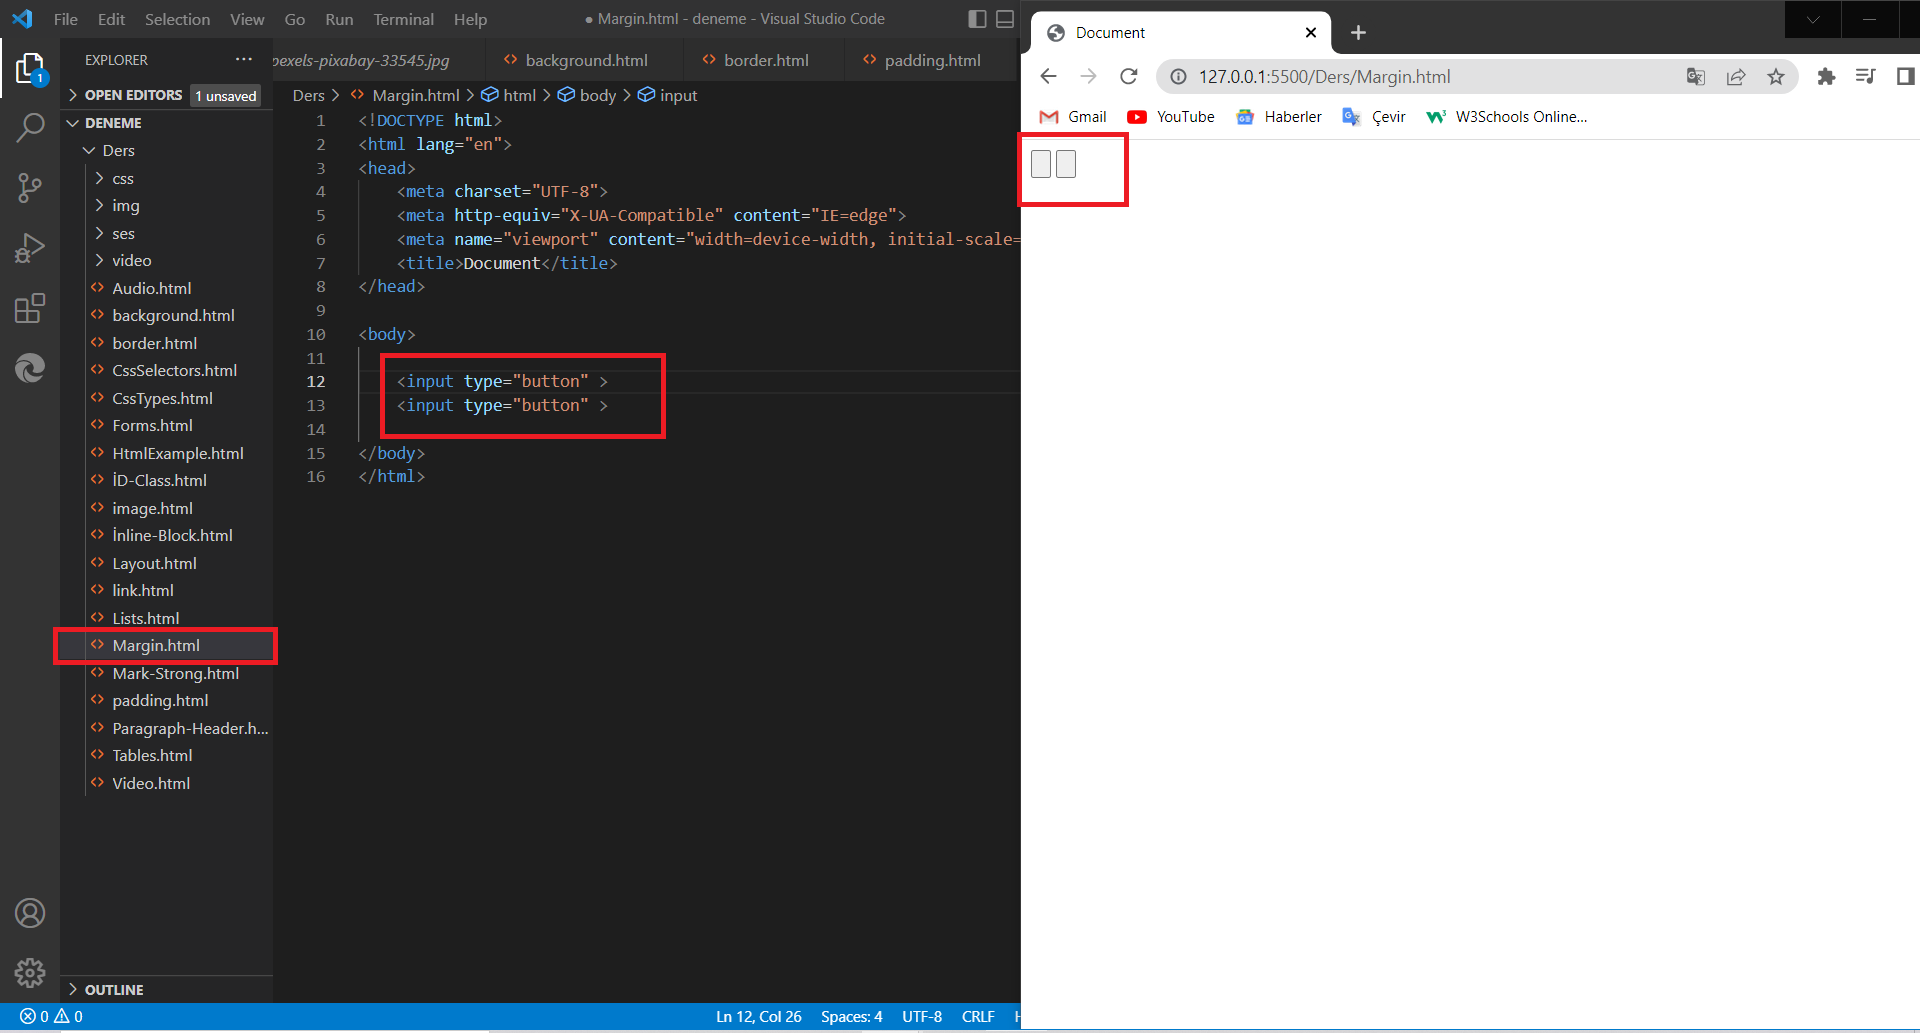 File Edit Selection View Go Run Terminal Help ● Margin.html - deneme - Visual Studio Code
EXPLORER ···
OPEN EDITORS 1 unsaved
DENEME
Ders
css
img
ses
video
Audio.html
background.html
border.html
CssSelectors.html
CssTypes.html
Forms.html
HtmlExample.html
İD-Class.html
image.html
İnline-Block.html
Layout.html
link.html
Lists.html
Margin.html
Mark-Strong.html
padding.html
Paragraph-Header.h...
Tables.html
Video.html
OUTLINE
1
pexels-pixabay-33545.jpg background.html border.html padding.html
Ders > Margin.html > html > body > input
1 <!DOCTYPE html>
2 <html lang="en">
3 <head>
4 <meta charset="UTF-8">
5 <meta http-equiv="X-UA-Compatible" content="IE=edge">
6 <meta name="viewport" content="width=device-width, initial-scale=
7 <title>Document</title>
8 </head>
9
10 <body>
11
12 <input type="button" >
13 <input type="button" >
14
15 </body>
16 </html>
0 0 Ln 12, Col 26 Spaces: 4 UTF-8 CRLF
Document
127.0.0.1:5500/Ders/Margin.html
Gmail YouTube Haberler Çevir W3Schools Online...